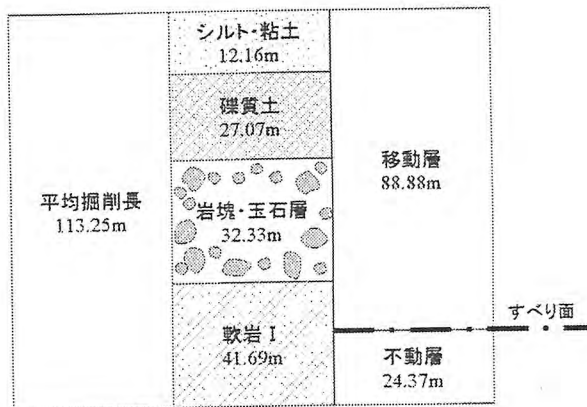 シルト・粘土
12.16m
礫質土
27.07m
移動層
88.88m
平均掘削長
113.25m
岩塊・玉石層
32.33m
すべり面
軟岩Ⅰ
41.69m
不動層
24.37m